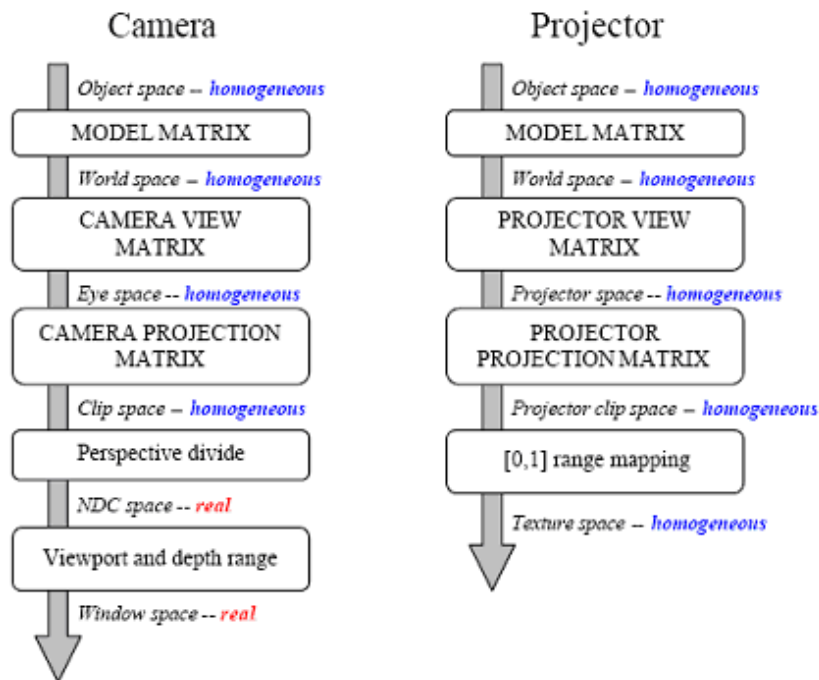 Camera
Object space – homogeneous
MODEL MATRIX
World space – homogeneous
CAMERA VIEW
MATRIX
Eye space -- homogeneous
CAMERA PROJECTION
MATRIX
Clip space – homogeneous
Perspective divide
NDC space -- real
Viewport and depth range
Window space -- real
Projector
Object space – homogeneous
MODEL MATRIX
World space – homogeneous
PROJECTOR VIEW
MATRIX
Projector space -- homogeneous
PROJECTOR
PROJECTION MATRIX
Projector clip space – homogeneous
[0,1] range mapping
Texture space – homogeneous